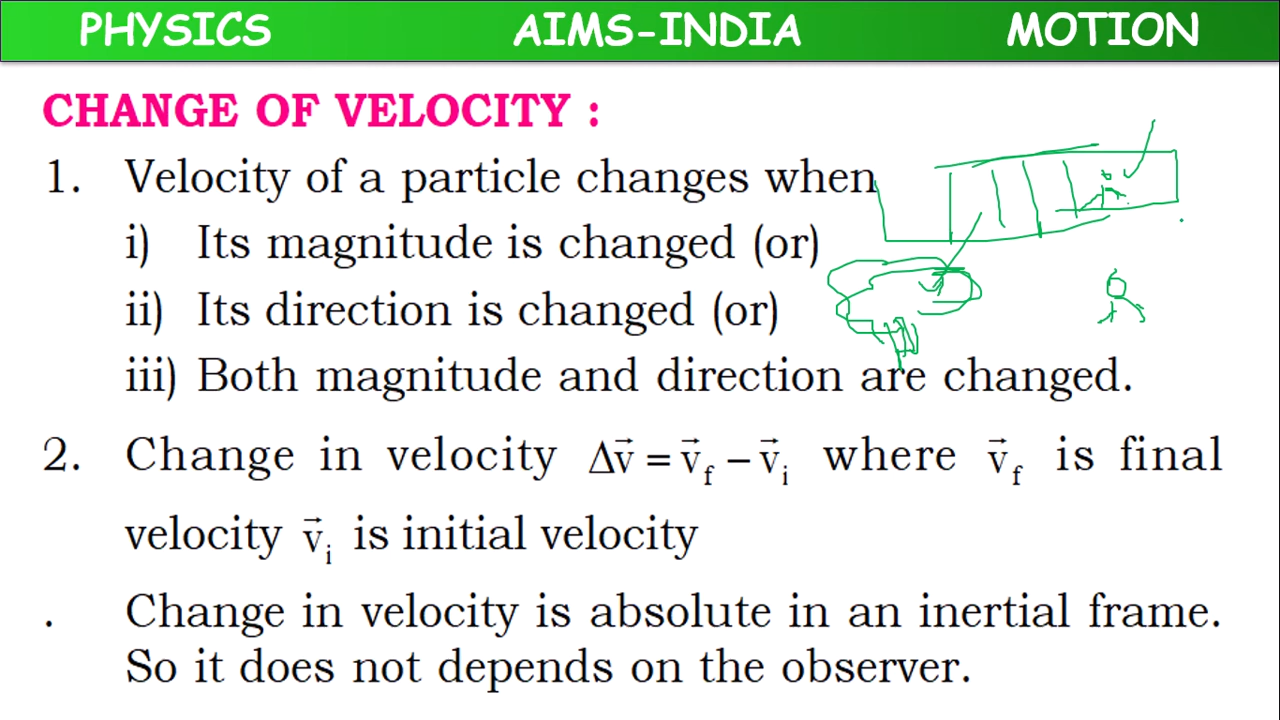 PHYSICS AIMS-INDIA MOTION
CHANGE OF VELOCITY :
1. Velocity of a particle changes when
i) Its magnitude is changed (or)
ii) Its direction is changed (or)
iii) Both magnitude and direction are changed.
2. Change in velocity Δv⃗ = v⃗f − v⃗i where v⃗f is final
velocity v⃗i is initial velocity
. Change in velocity is absolute in an inertial frame.
So it does not depends on the observer.